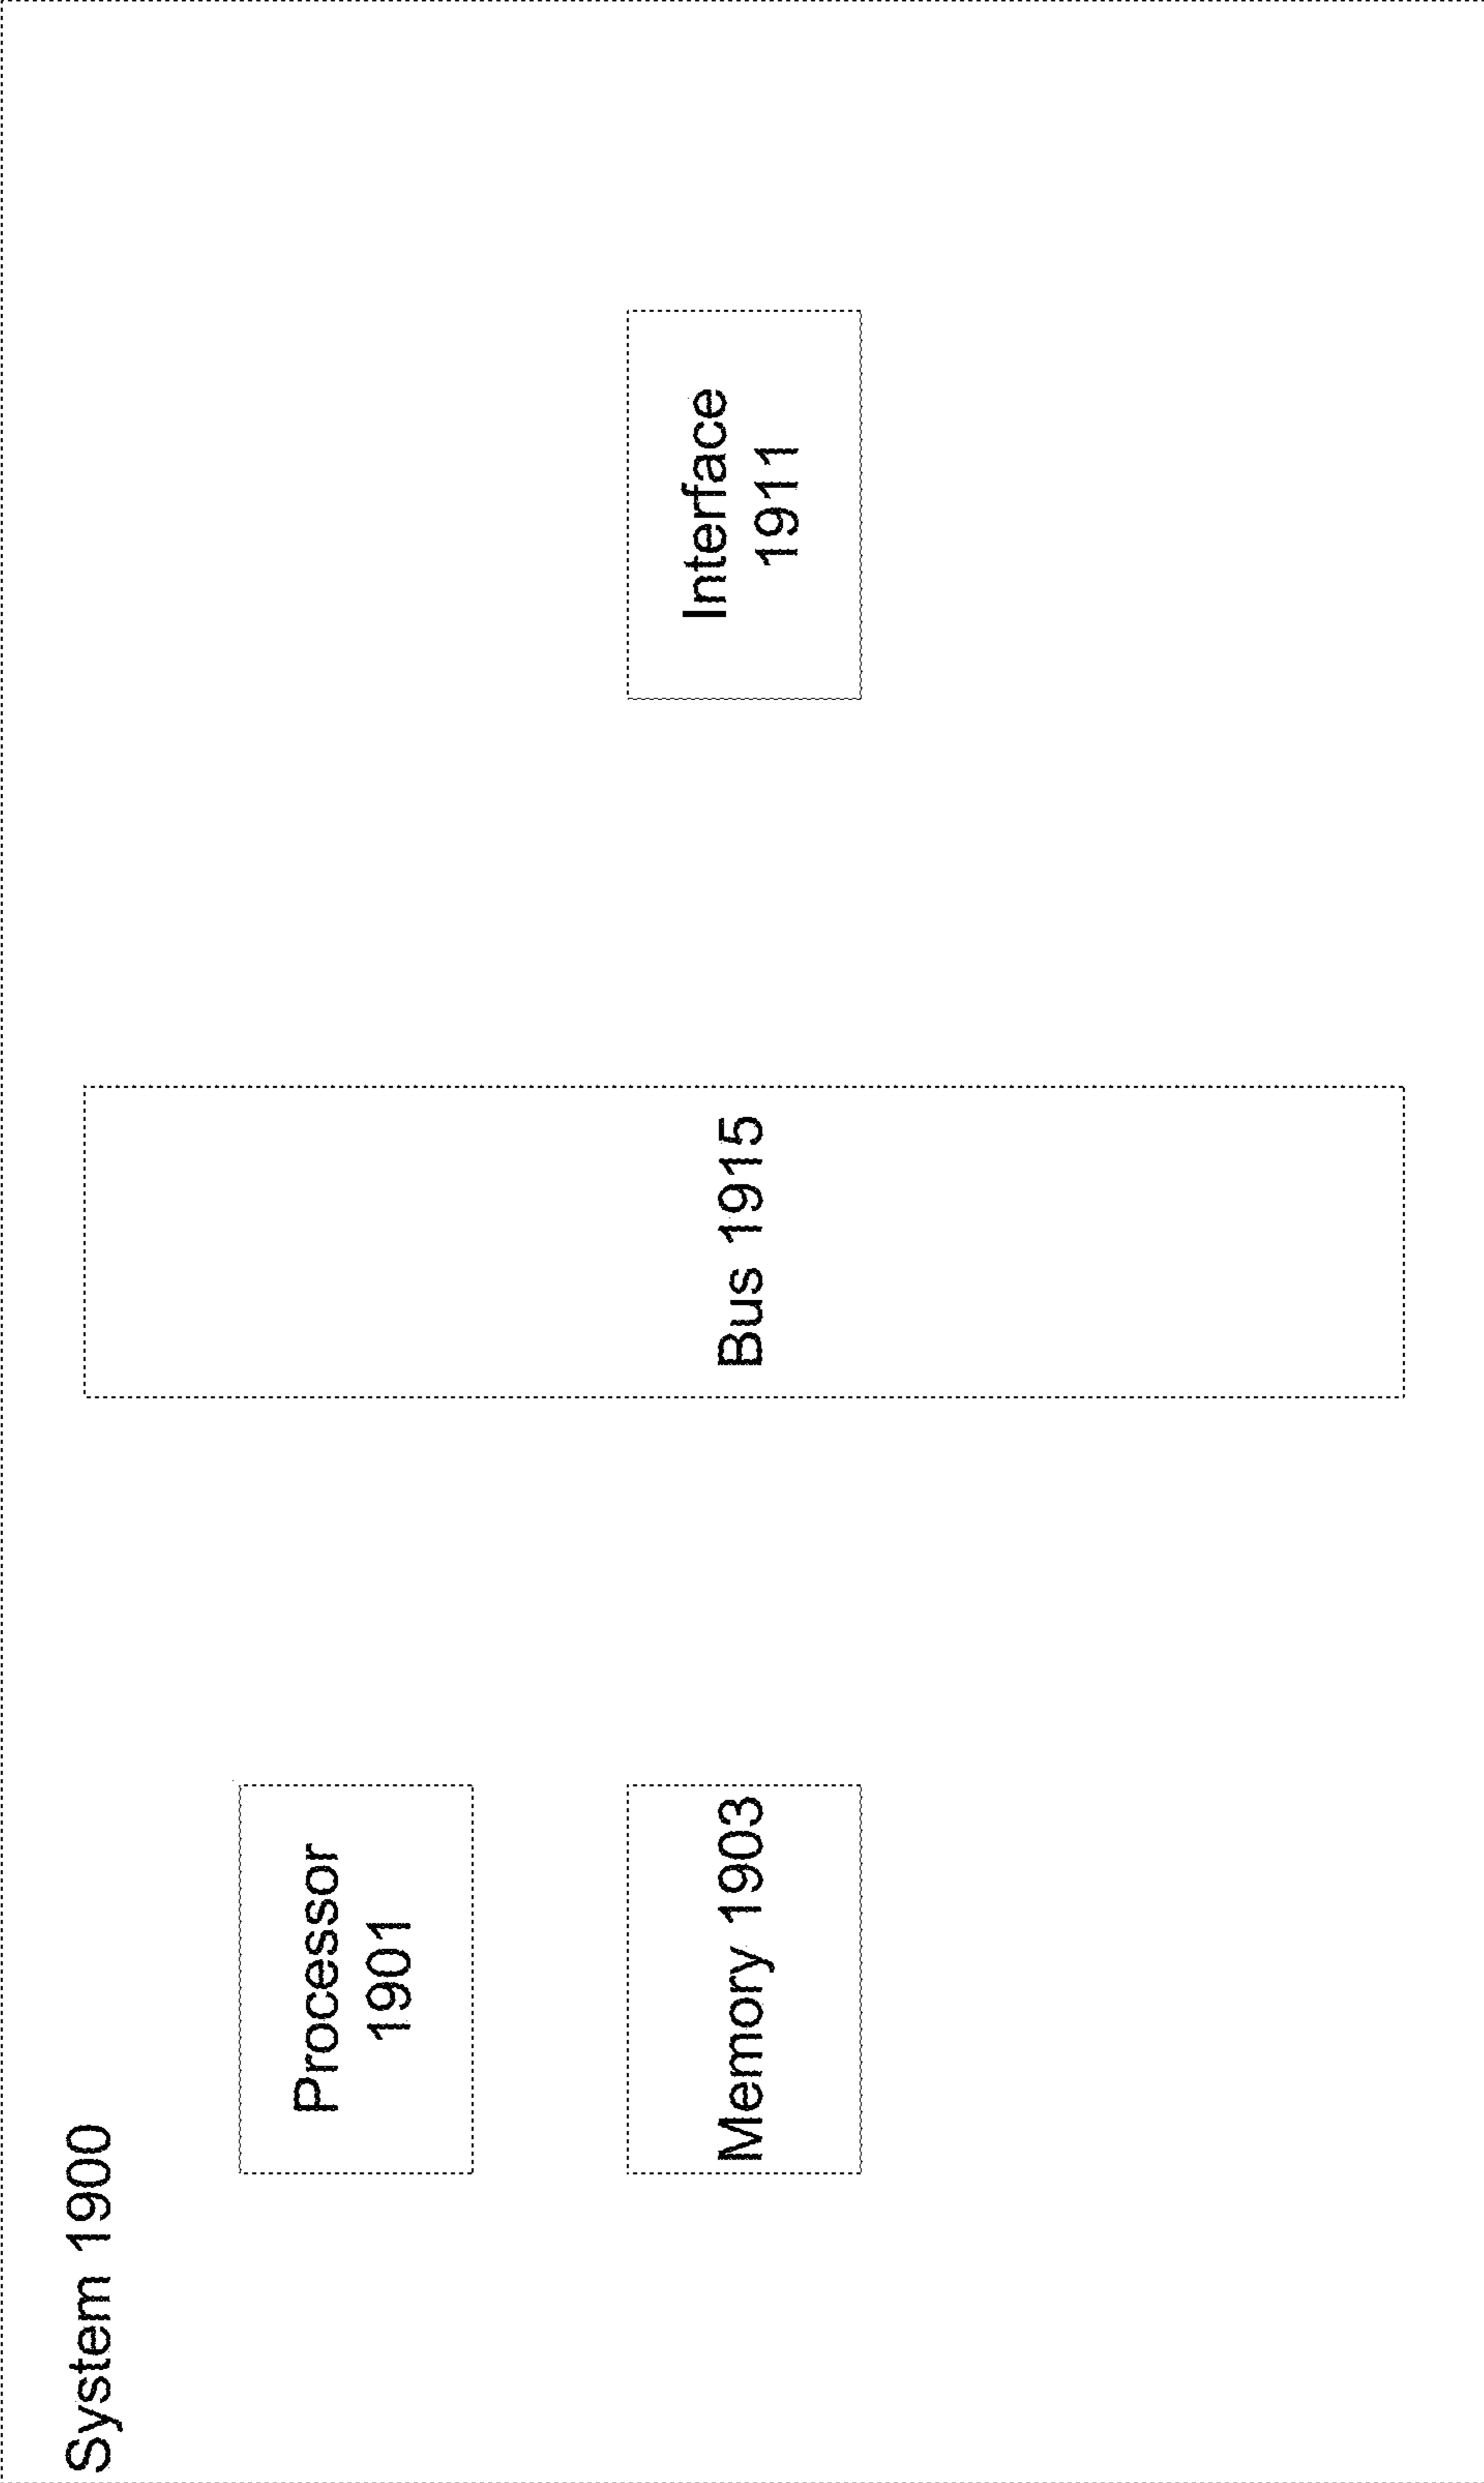 System 1900
Processor
1901
Memory 1903
Bus 1915
Interface
1911